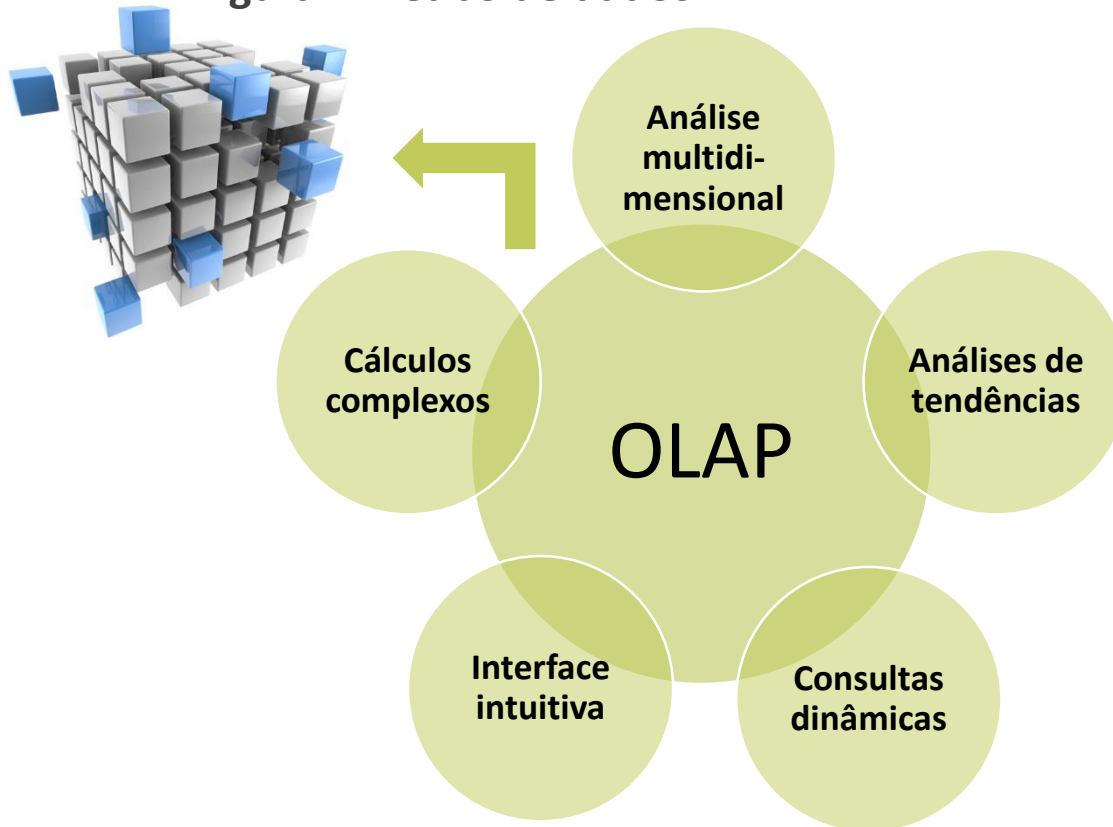 Análise
multidi-
mensional
Cálculos
complexos
Análises de
tendências
OLAP
Interface
intuitiva
Consultas
dinâmicas